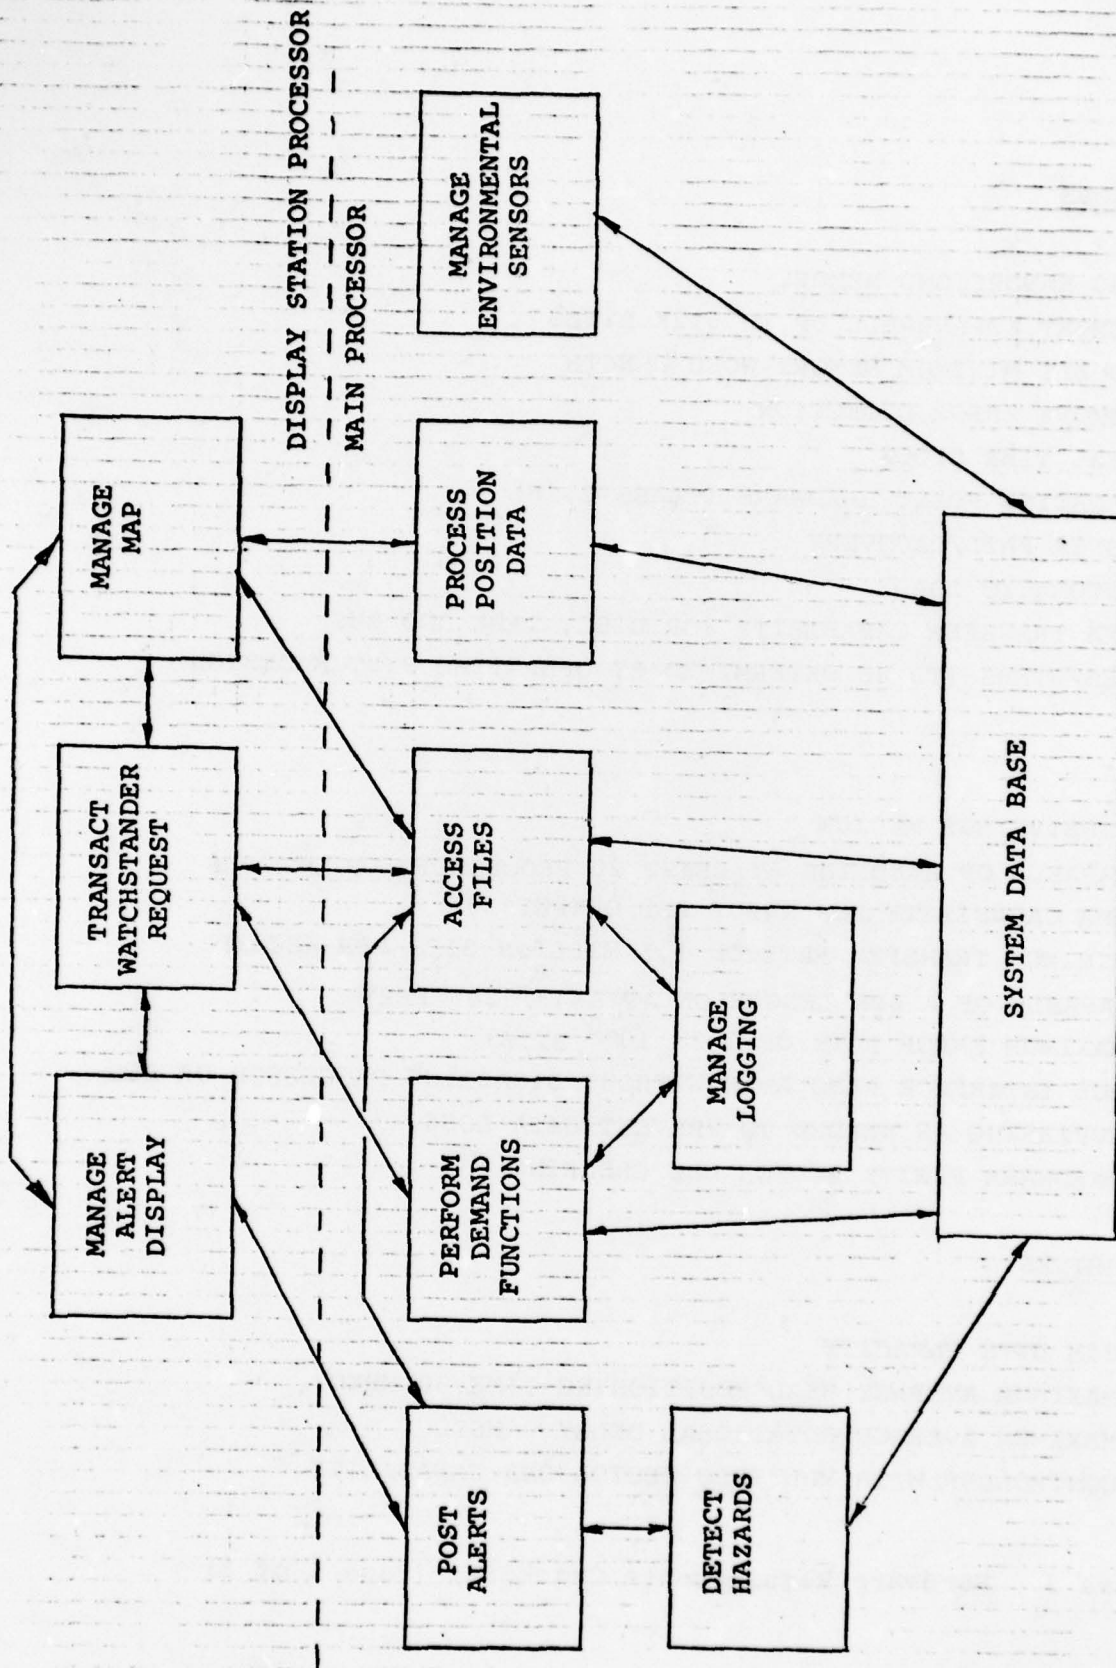 MANAGE
ALERT
DISPLAY
TRANSACT
WATCHSTANDER
REQUEST
MANAGE
MAP
DISPLAY STATION PROCESSOR
MAIN PROCESSOR
POST
ALERTS
PERFORM
DEMAND
FUNCTIONS
ACCESS
FILES
PROCESS
POSITION
DATA
MANAGE
ENVIRONMENTAL
SENSORS
DETECT
HAZARDS
MANAGE
LOGGING
SYSTEM DATA BASE